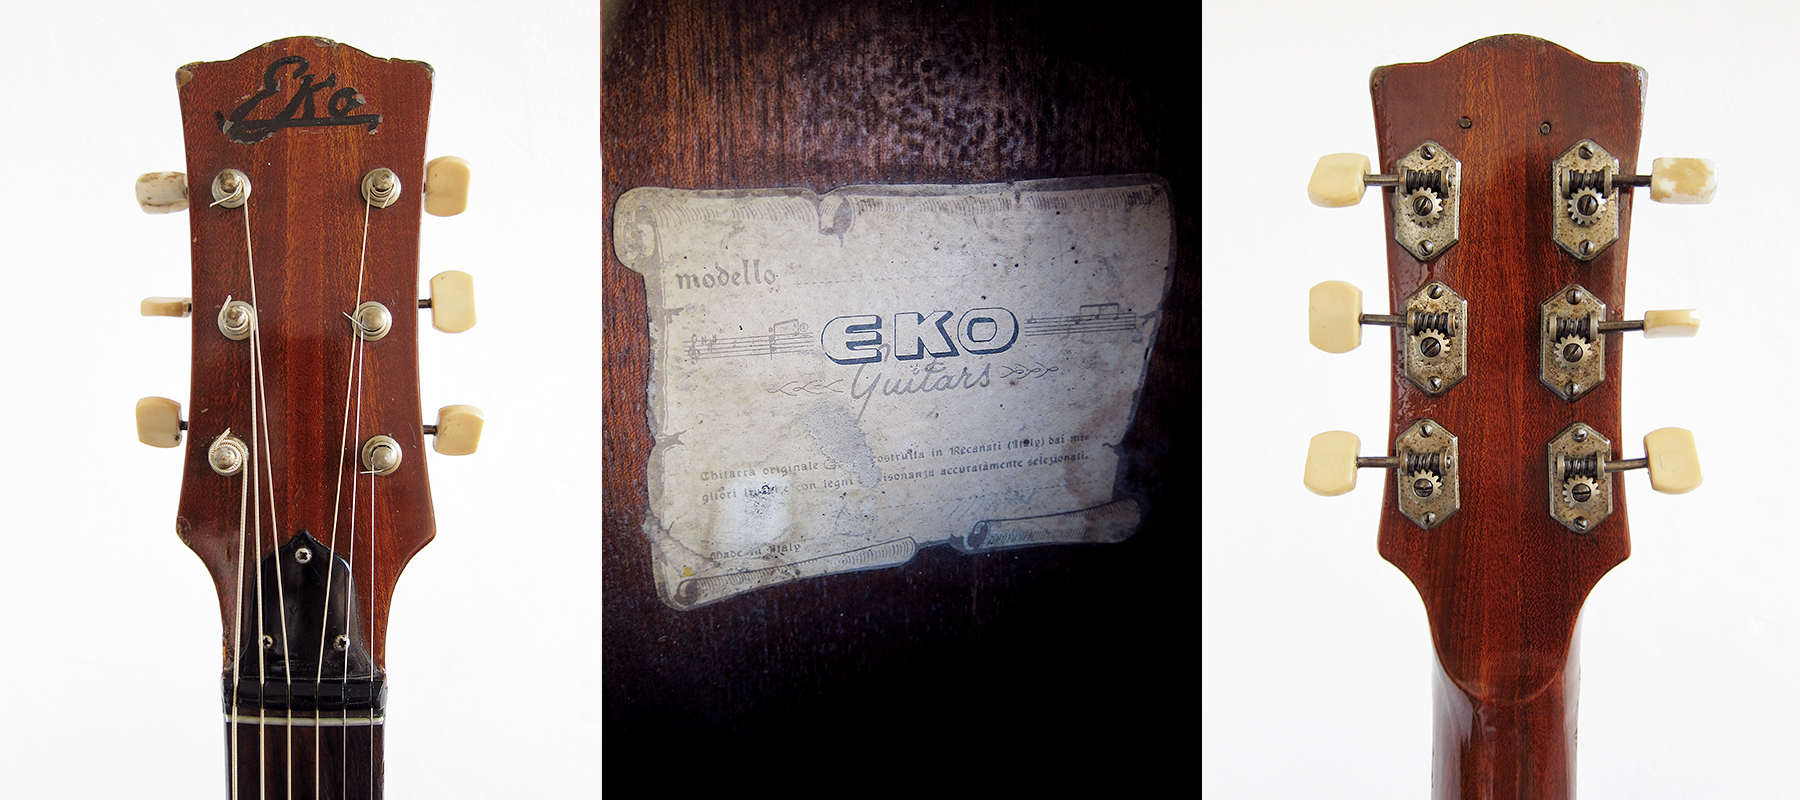 Eko
modello
EKO
Guitars
Chitarra originale costruita in Recanati (Italy) dai mi-
gliori con legni risonanza accuratamente selezionati.
Made in Italy